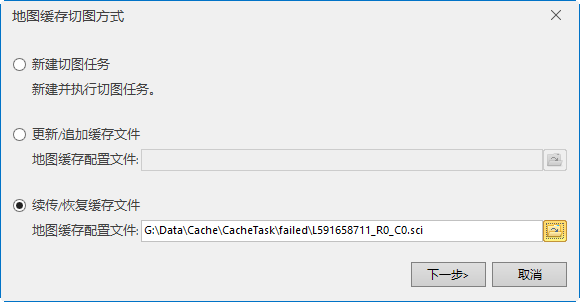 地图缓存切图方式
新建切图任务
新建并执行切图任务。
更新/追加缓存文件
地图缓存配置文件:
续传/恢复缓存文件
地图缓存配置文件: G:\Data\Cache\CacheTask\failed\L591658711_R0_C0.sci
下一步> 取消